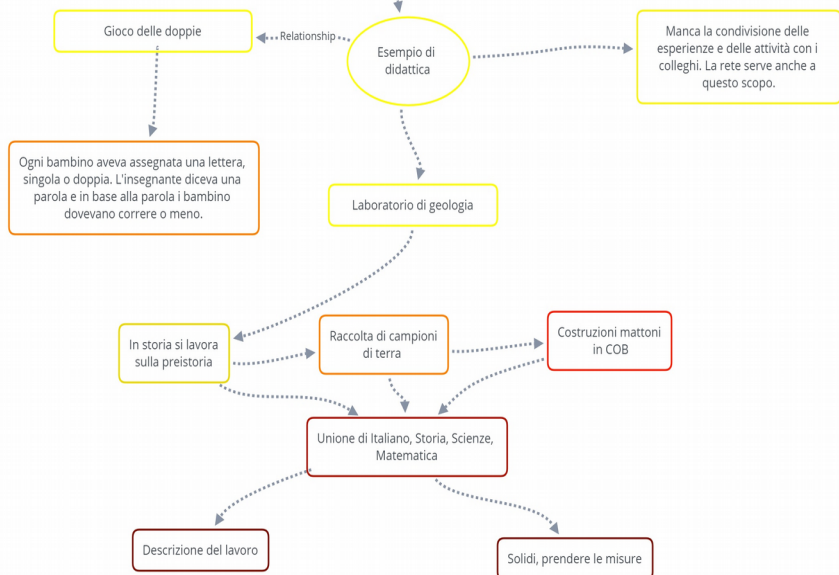 Gioco delle doppie
Relationship
Esempio di
didattica
Manca la condivisione delle
esperienze e delle attività con i
colleghi. La rete serve anche a
questo scopo.
Ogni bambino aveva assegnata una lettera,
singola o doppia. L'insegnante diceva una
parola e in base alla parola i bambino
dovevano correre o meno.
Laboratorio di geologia
In storia si lavora
sulla preistoria
Raccolta di campioni
di terra
Costruzioni mattoni
in COB
Unione di Italiano, Storia, Scienze,
Matematica
Descrizione del lavoro
Solidi, prendere le misure